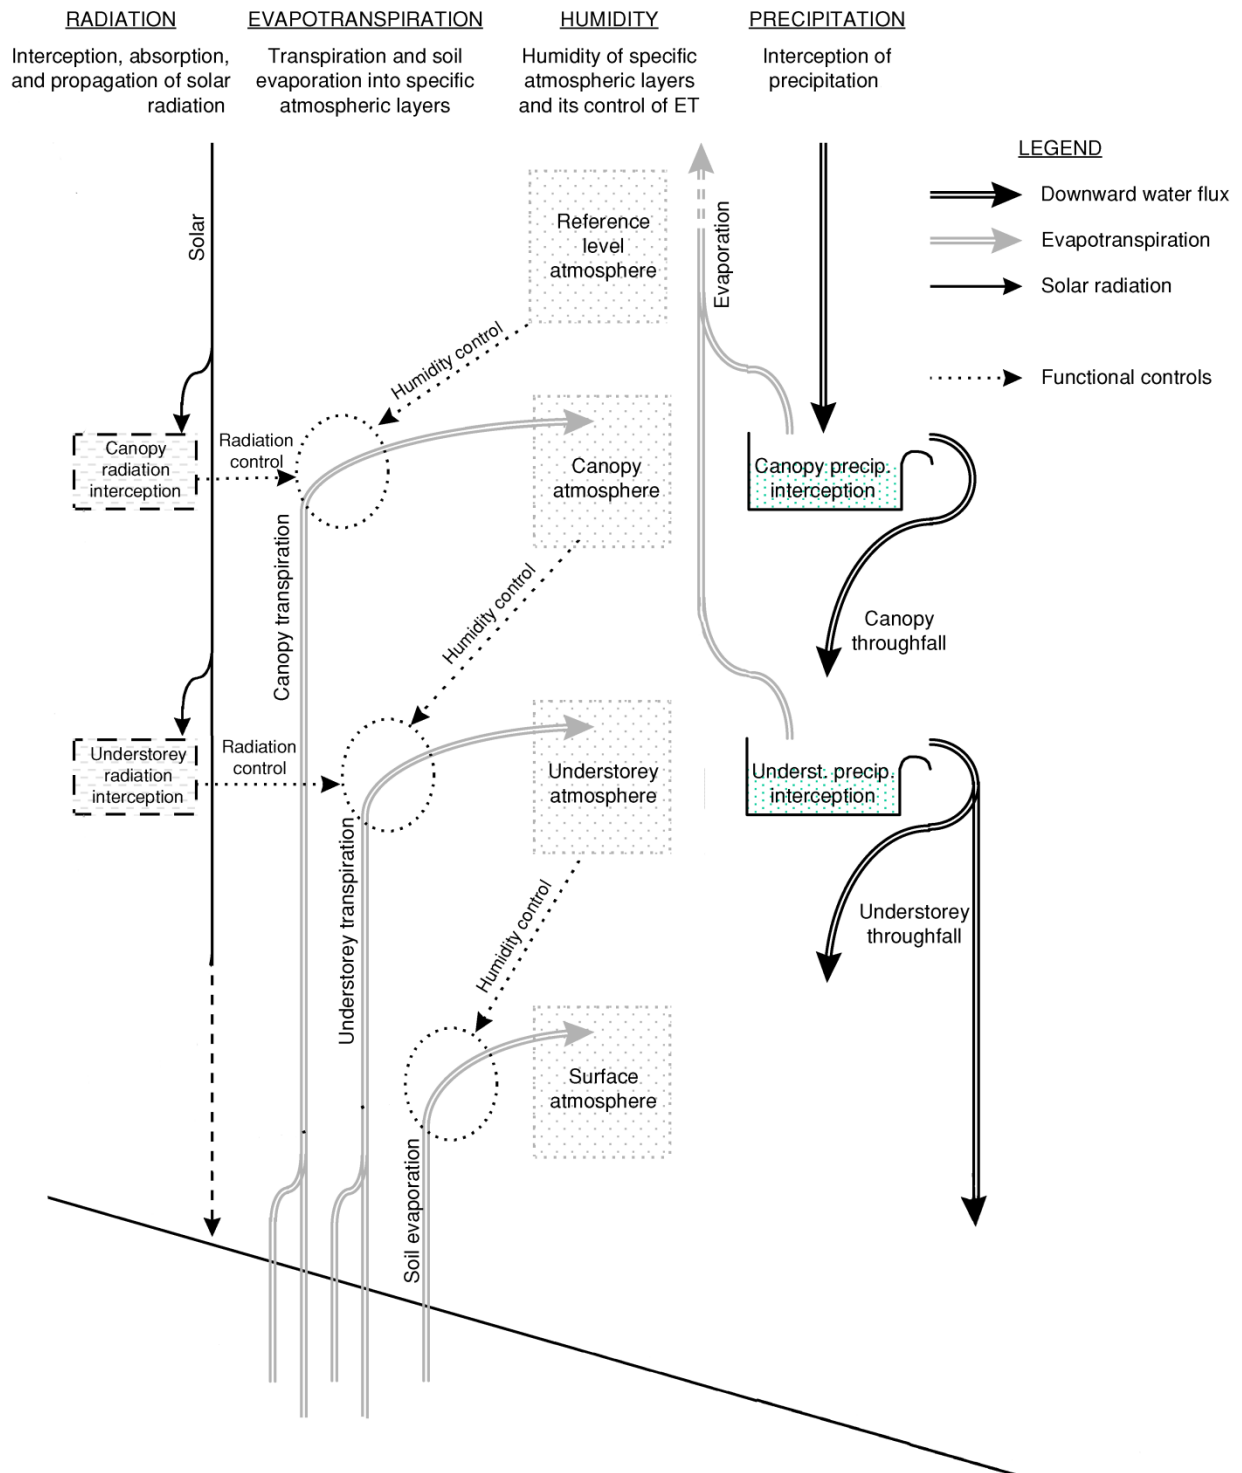 RADIATION
Interception, absorption,
and propagation of solar
radiation
EVAPOTRANSPIRATION
Transpiration and soil
evaporation into specific
atmospheric layers
HUMIDITY
Humidity of specific
atmospheric layers
and its control of ET
PRECIPITATION
Interception of
precipitation
LEGEND
Downward water flux
Evapotranspiration
Solar radiation
Functional controls
Solar
Reference
level
atmosphere
Evaporation
Humidity control
Canopy
radiation
interception
Radiation
control
Canopy transpiration
Canopy
atmosphere
Canopy precip.
interception
Humidity control
Canopy
throughfall
Understorey
radiation
interception
Radiation
control
Understorey transpiration
Understorey
atmosphere
Underst. precip.
interception
Humidity control
Understorey
throughfall
Soil evaporation
Surface
atmosphere